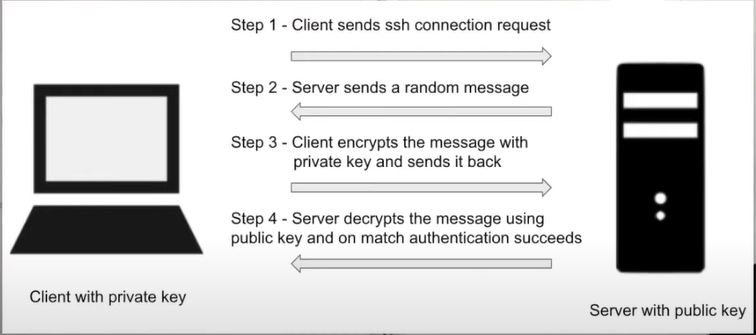 Step 1 - Client sends ssh connection request
Step 2 - Server sends a random message
Step 3 - Client encrypts the message with
private key and sends it back
Step 4 - Server decrypts the message using
public key and on match authentication succeeds
Client with private key
Server with public key